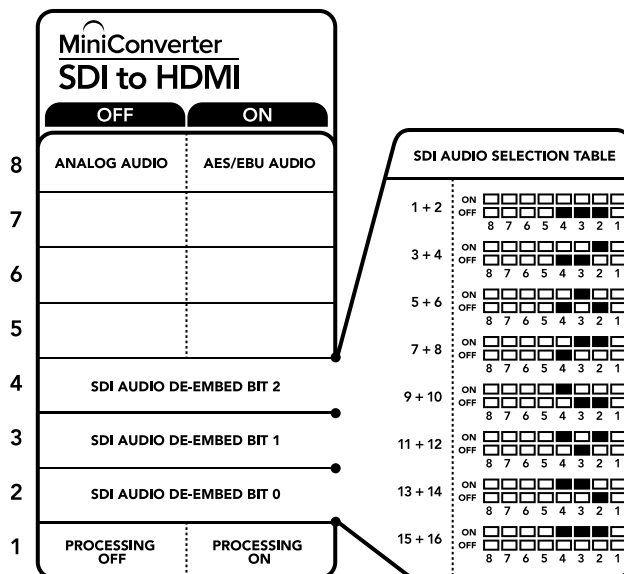 MiniConverter
SDI to HDMI
OFF ON
8 ANALOG AUDIO AES/EBU AUDIO
7
6
5
4 SDI AUDIO DE-EMBED BIT 2
3 SDI AUDIO DE-EMBED BIT 1
2 SDI AUDIO DE-EMBED BIT 0
1 PROCESSING OFF PROCESSING ON
SDI AUDIO SELECTION TABLE
1 + 2 ON
OFF
8 7 6 5 4 3 2 1
3 + 4 ON
OFF
8 7 6 5 4 3 2 1
5 + 6 ON
OFF
8 7 6 5 4 3 2 1
7 + 8 ON
OFF
8 7 6 5 4 3 2 1
9 + 10 ON
OFF
8 7 6 5 4 3 2 1
11 + 12 ON
OFF
8 7 6 5 4 3 2 1
13 + 14 ON
OFF
8 7 6 5 4 3 2 1
15 + 16 ON
OFF
8 7 6 5 4 3 2 1